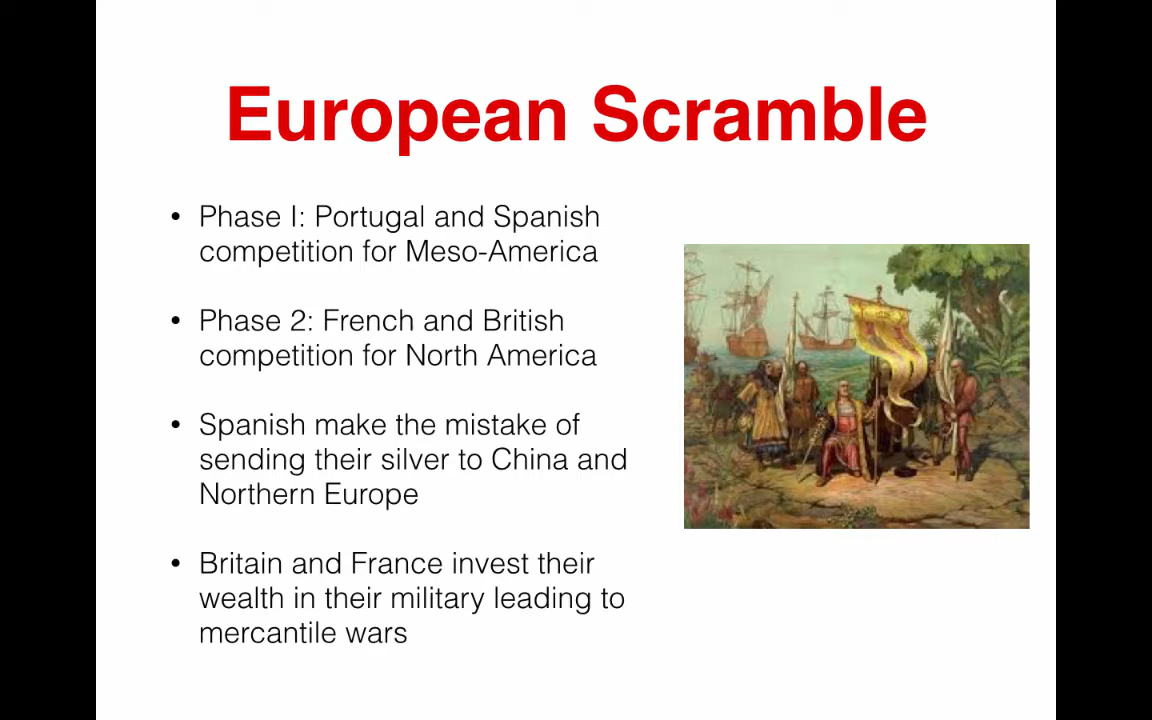 European Scramble
• Phase I: Portugal and Spanish
competition for Meso-America
• Phase 2: French and British
competition for North America
• Spanish make the mistake of
sending their silver to China and
Northern Europe
• Britain and France invest their
wealth in their military leading to
mercantile wars